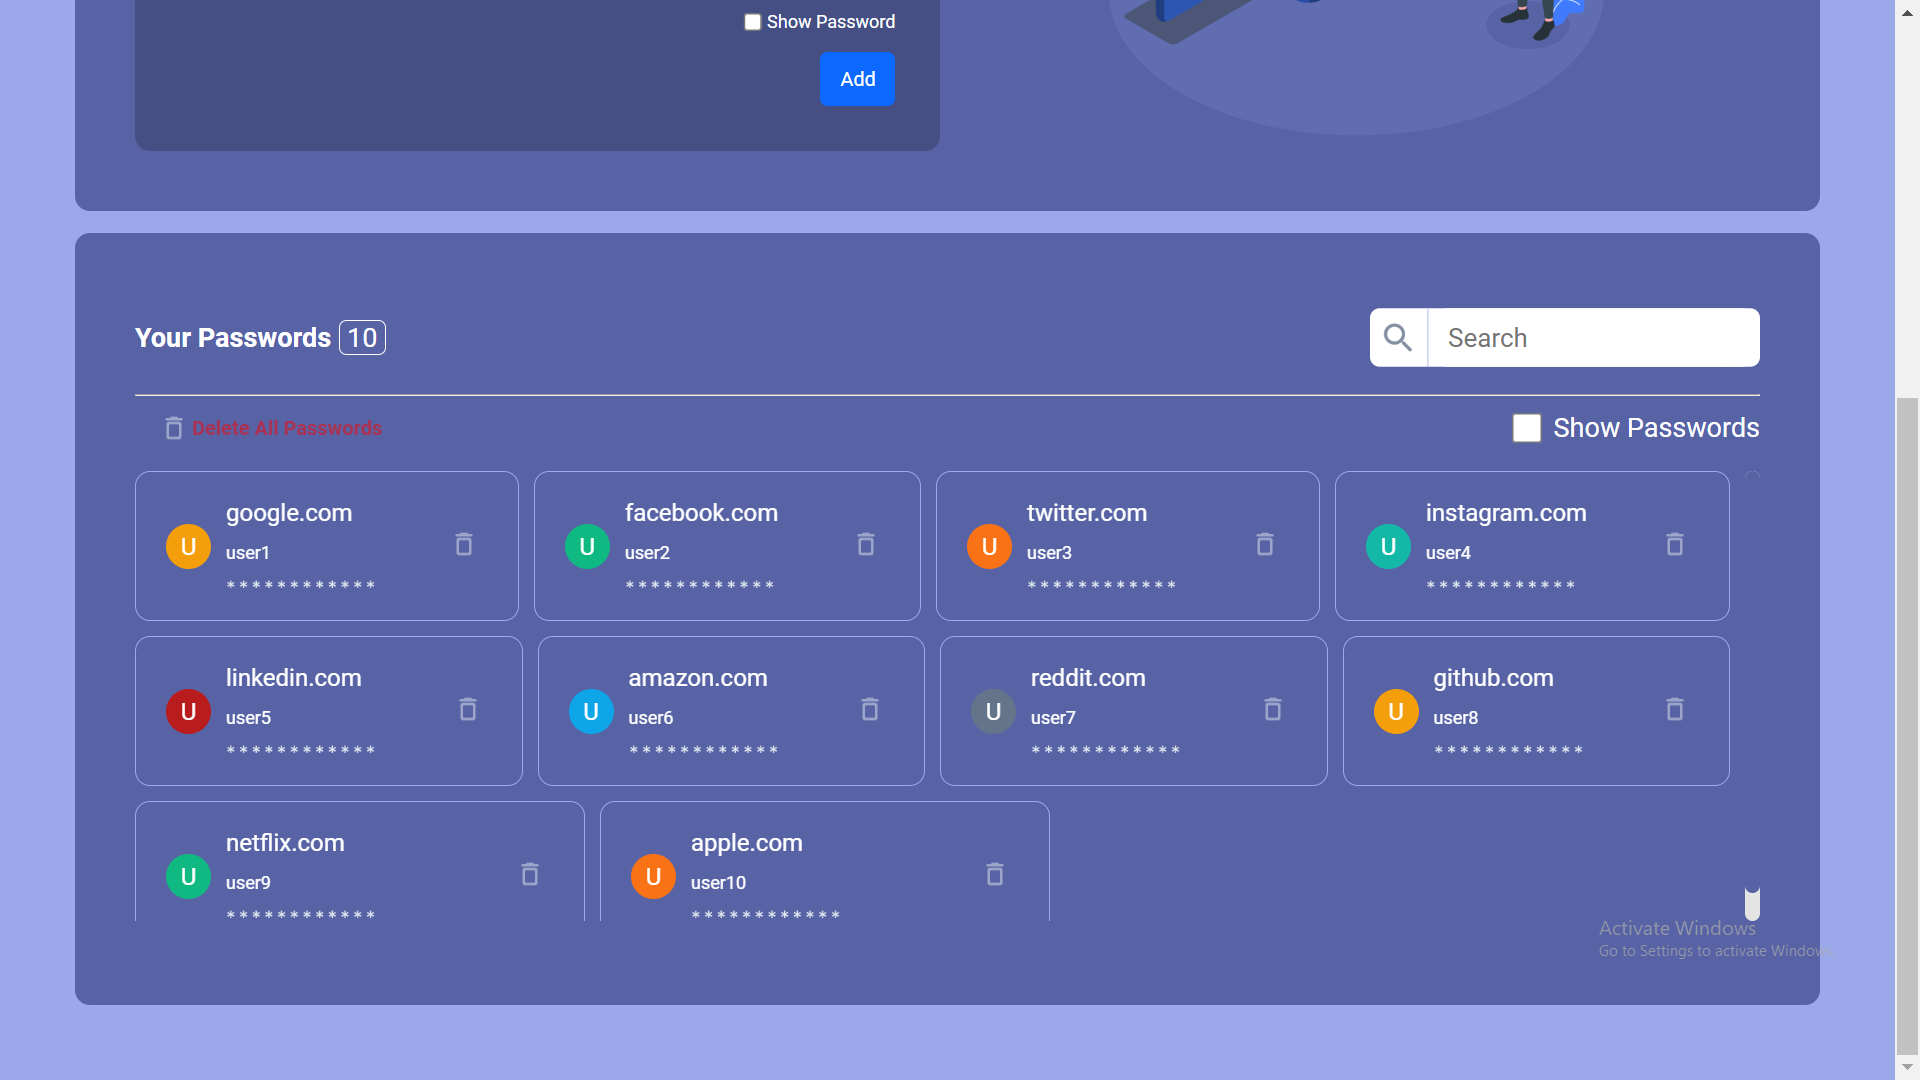 Show Password
Add
Your Passwords 10
Search
Delete All Passwords
Show Passwords
google.com
U
user1
************
facebook.com
U
user2
************
twitter.com
U
user3
************
instagram.com
U
user4
************
linkedin.com
U
user5
************
amazon.com
U
user6
************
reddit.com
U
user7
************
github.com
U
user8
************
netflix.com
U
user9
************
apple.com
U
user10
************
Activate Windows
Go to Settings to activate Windows